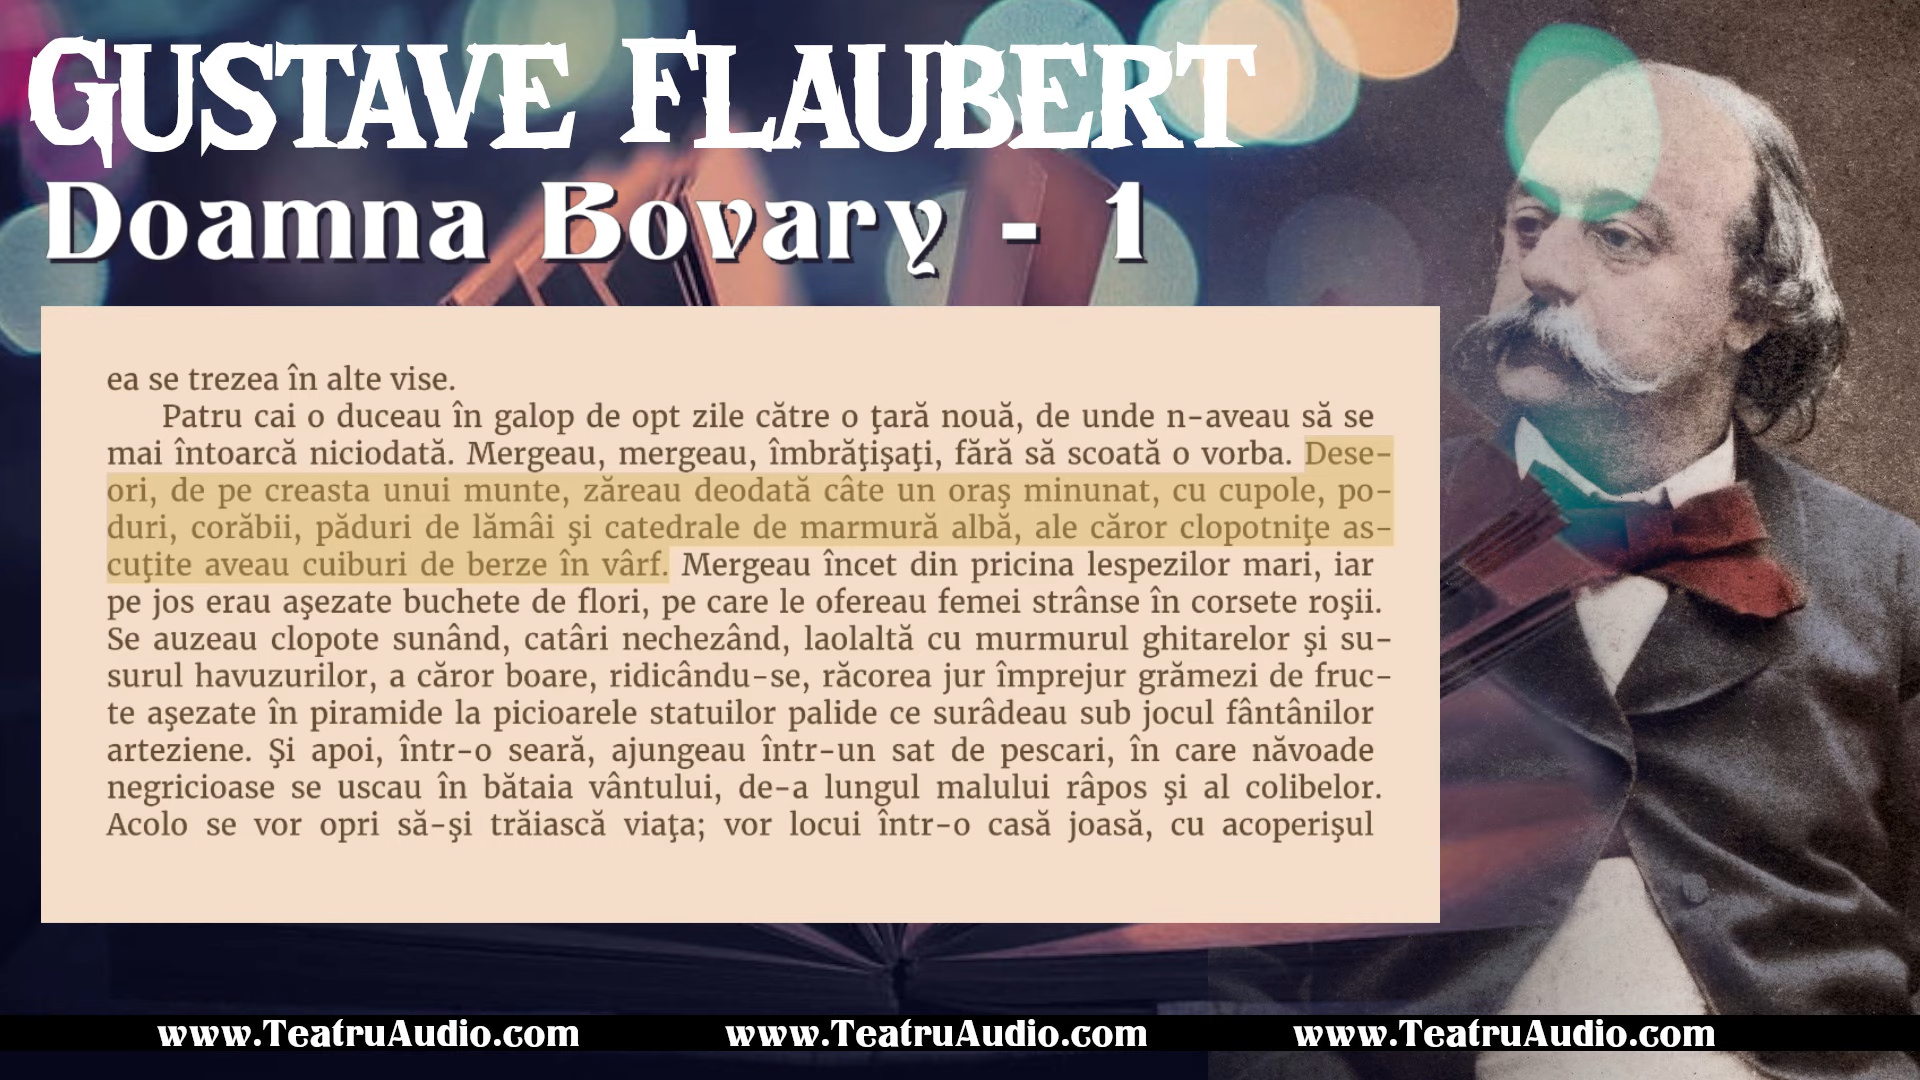 GUSTAVE FLAUBERT
Doamna Bovary - 1
ea se trezea în alte vise.
Patru cai o duceau în galop de opt zile către o ţară nouă, de unde n-aveau să se
mai întoarcă niciodată. Mergeau, mergeau, îmbrăţişaţi, fără să scoată o vorba. Dese-
ori, de pe creasta unui munte, zăreau deodată câte un oraş minunat, cu cupole, po-
duri, corăbii, păduri de lămâi şi catedrale de marmură albă, ale căror clopotniţe as-
cuţite aveau cuiburi de berze în vârf. Mergeau încet din pricina lespezilor mari, iar
pe jos erau aşezate buchete de flori, pe care le ofereau femei strânse în corsete roşii.
Se auzeau clopote sunând, catâri nechezând, laolaltă cu murmurul ghitarelor şi su-
surul havuzurilor, a căror boare, ridicându-se, răcorea jur împrejur grămezi de fruc-
te aşezate în piramide la picioarele statuilor palide ce surâdeau sub jocul fântânilor
arteziene. Şi apoi, într-o seară, ajungeau într-un sat de pescari, în care năvoade
negricioase se uscau în bătaia vântului, de-a lungul malului râpos şi al colibelor.
Acolo se vor opri să-şi trăiască viaţa; vor locui într-o casă joasă, cu acoperişul
www.TeatruAudio.com www.TeatruAudio.com www.TeatruAudio.com